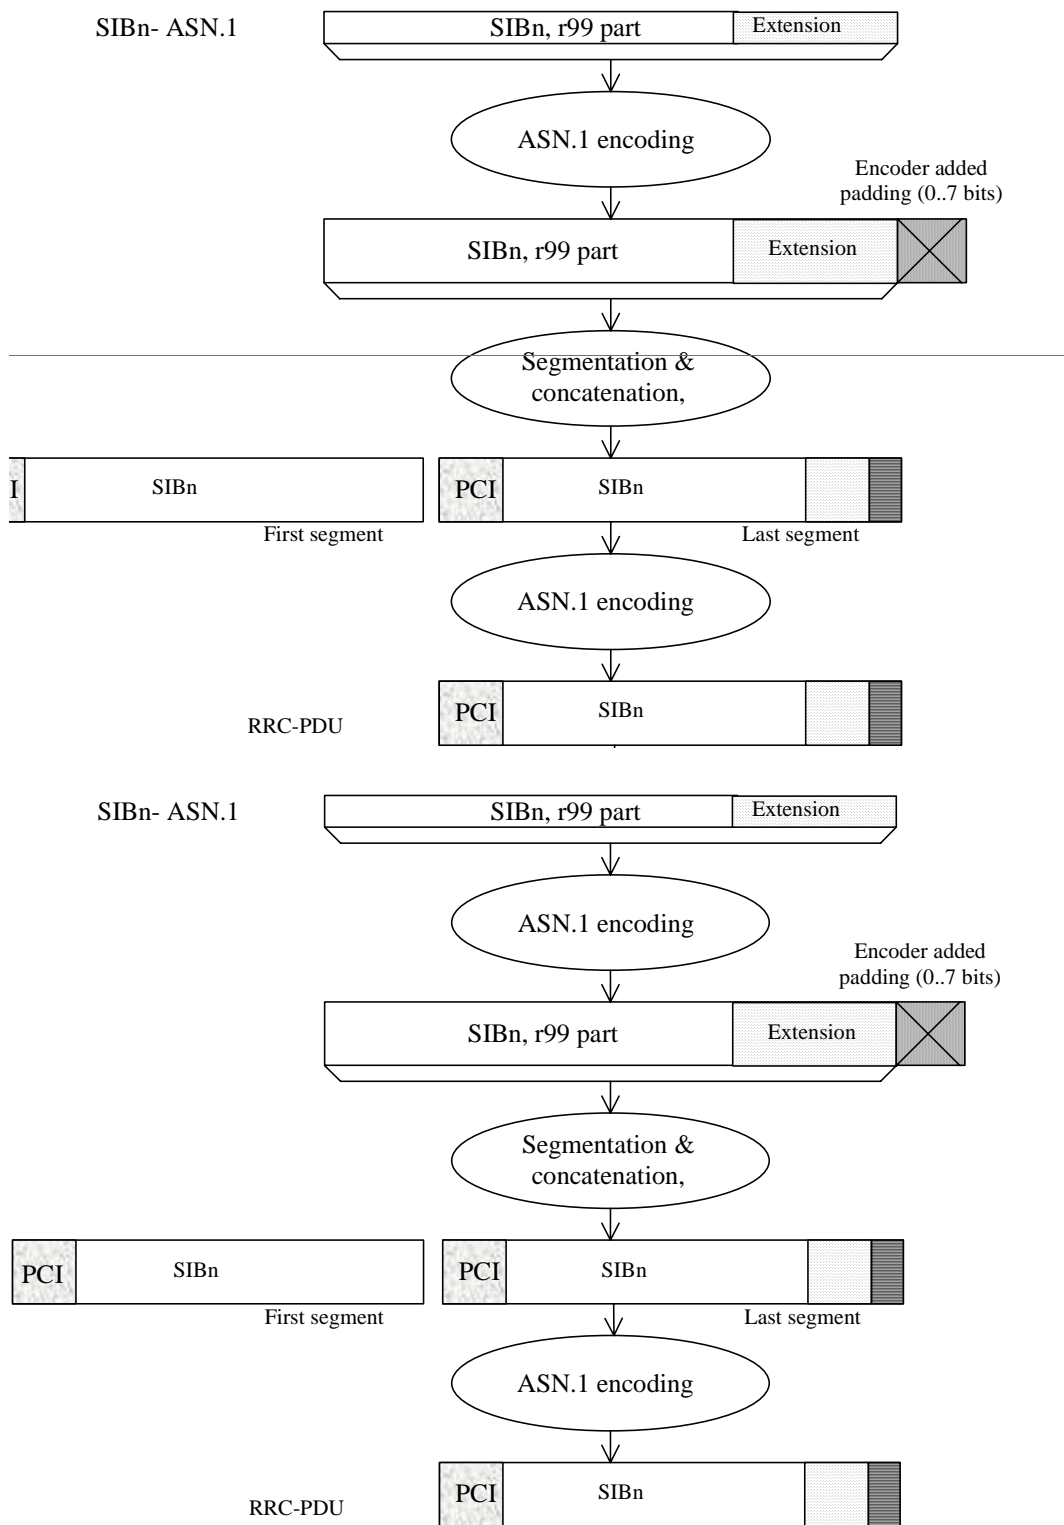 SIBn- ASN.1
SIBn, r99 part
Extension
ASN.1 encoding
Encoder added
padding (0..7 bits)
SIBn, r99 part
Extension
Segmentation &
concatenation,
I
SIBn
PCI
SIBn
First segment
Last segment
ASN.1 encoding
PCI
SIBn
RRC-PDU
SIBn- ASN.1
SIBn, r99 part
Extension
ASN.1 encoding
Encoder added
padding (0..7 bits)
SIBn, r99 part
Extension
Segmentation &
concatenation,
PCI
SIBn
PCI
SIBn
First segment
Last segment
ASN.1 encoding
PCI
SIBn
RRC-PDU